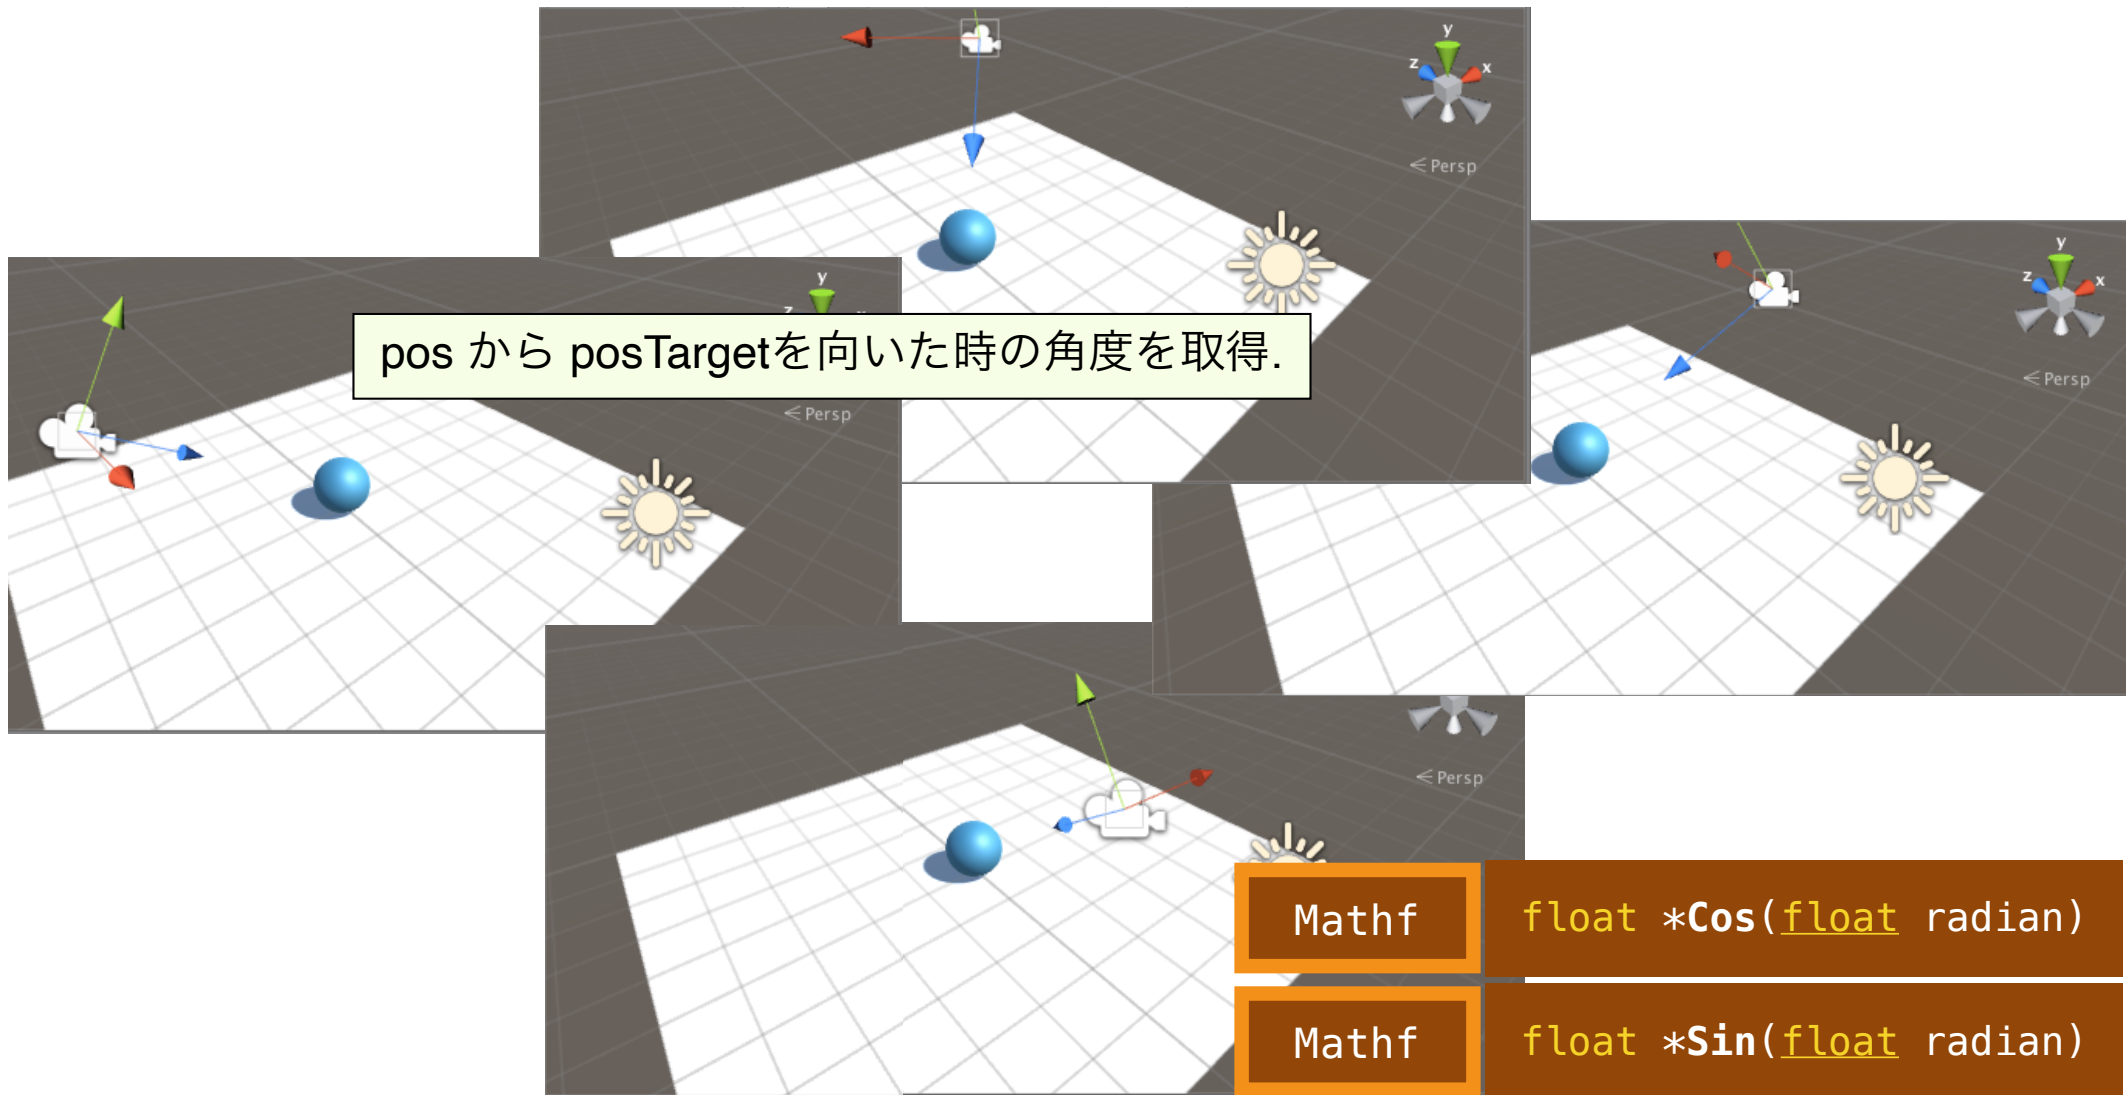 y
z
x
Persp
y
z
x
Persp
y
z
pos から posTargetを向いた時の角度を取得.
Persp
Persp
Mathf
float *Cos(float radian)
Mathf
float *Sin(float radian)